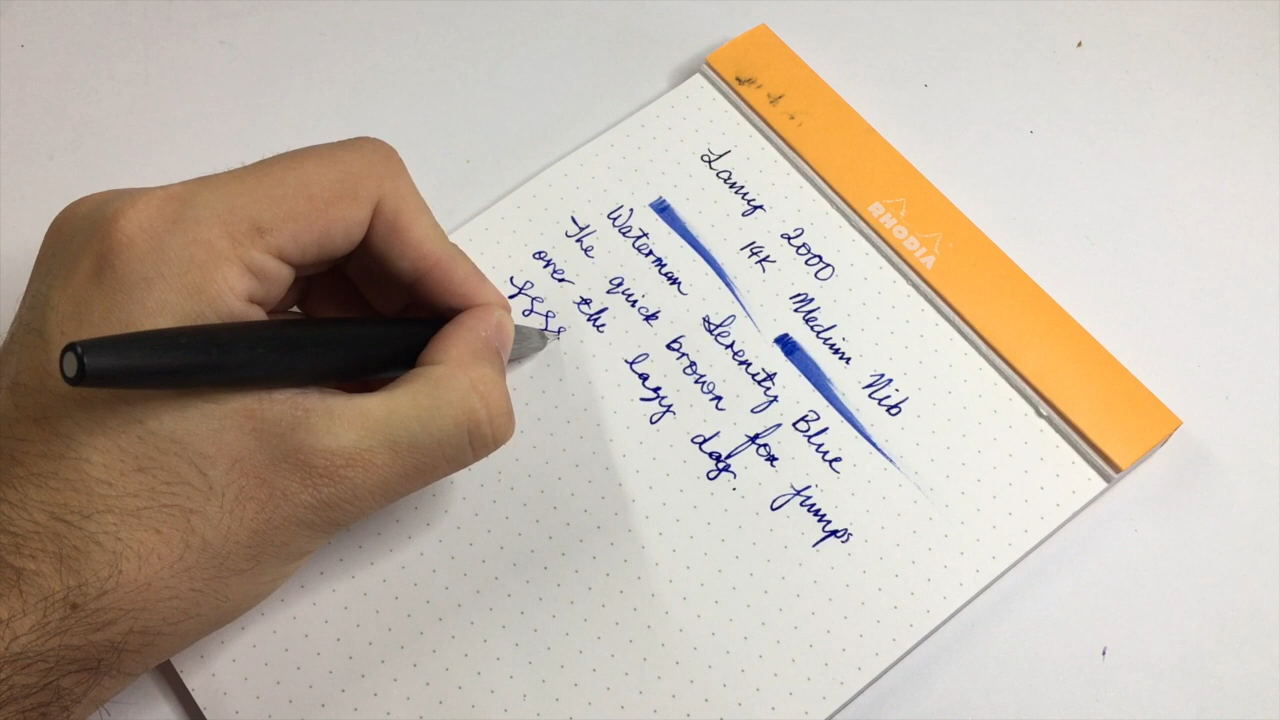 RHODIA
Lamy 2000
14K Medium Nib
Waterman Serenity Blue
The quick brown fox jumps
over the lazy dog.